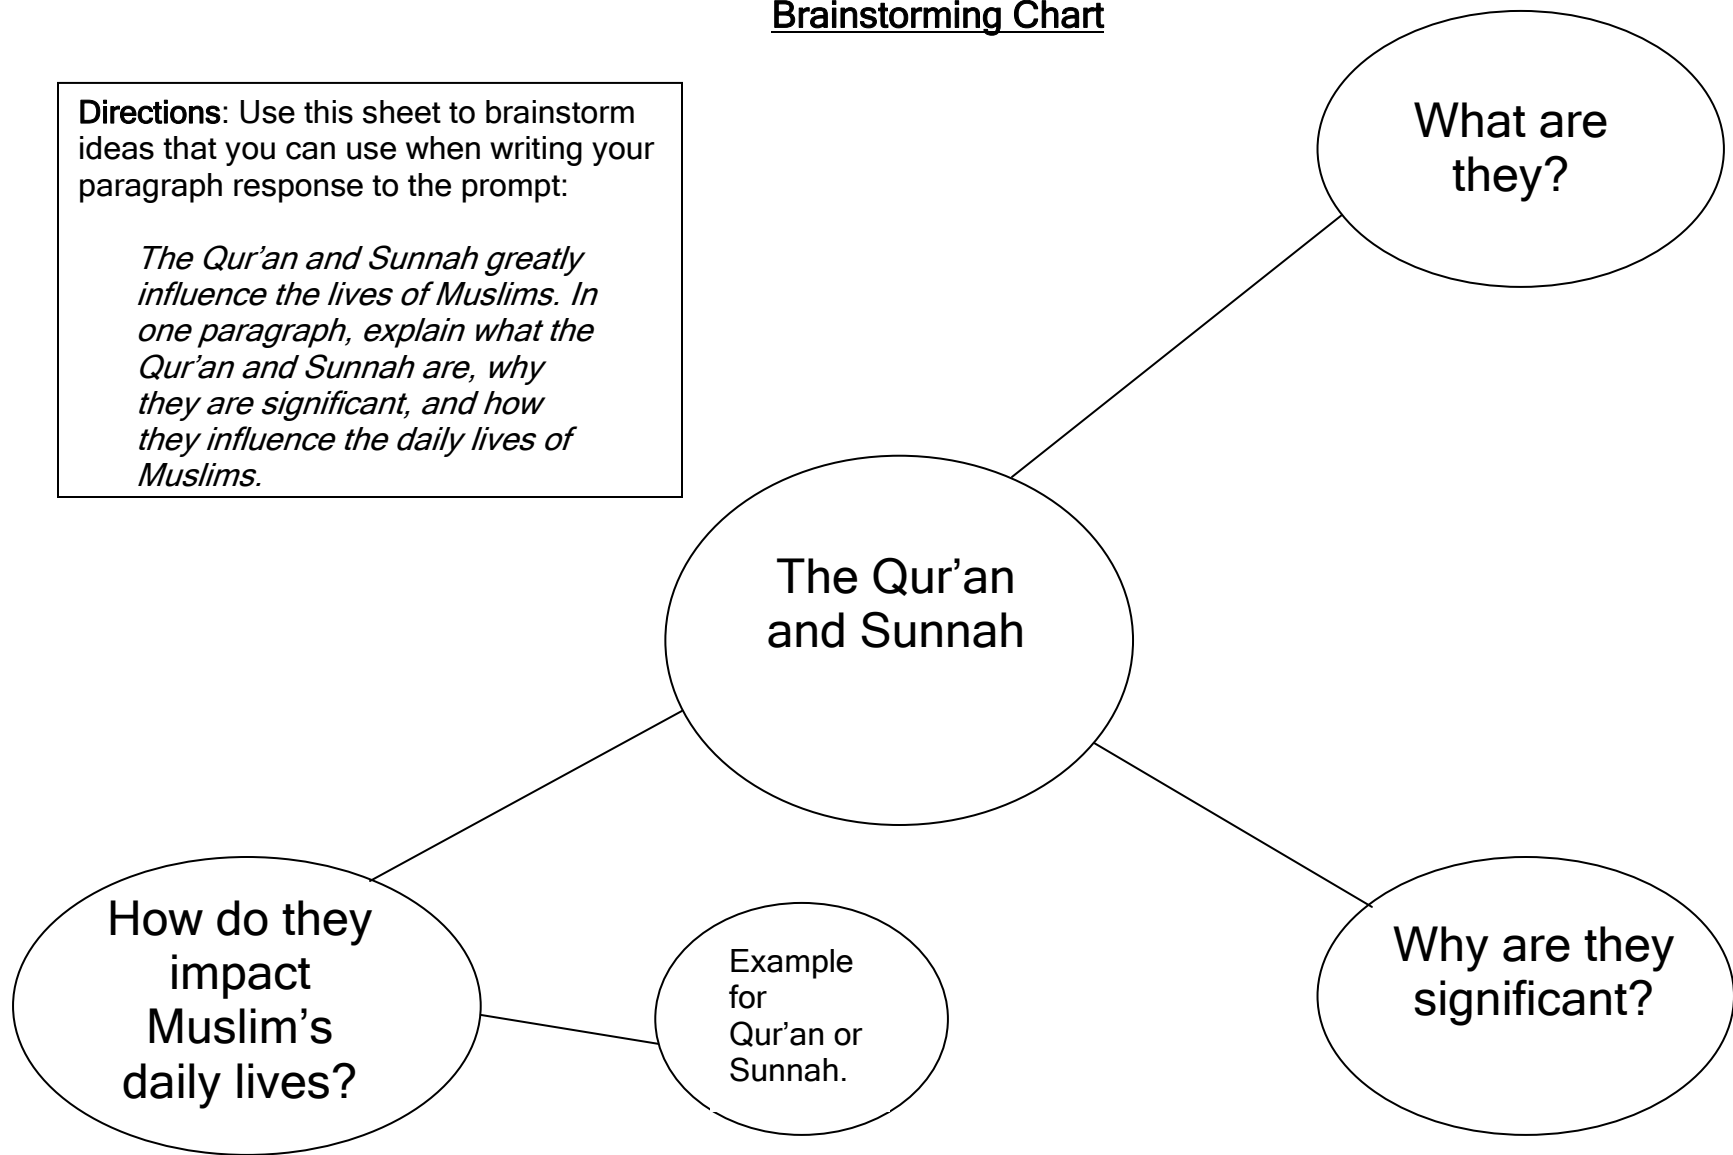 Brainstorming Chart
Directions: Use this sheet to brainstorm
ideas that you can use when writing your
paragraph response to the prompt:
The Qur’an and Sunnah greatly
influence the lives of Muslims. In
one paragraph, explain what the
Qur’an and Sunnah are, why
they are significant, and how
they influence the daily lives of
Muslims.
What are
they?
The Qur’an
and Sunnah
How do they
impact
Muslim’s
daily lives?
Example
for
Qur’an or
Sunnah.
Why are they
significant?